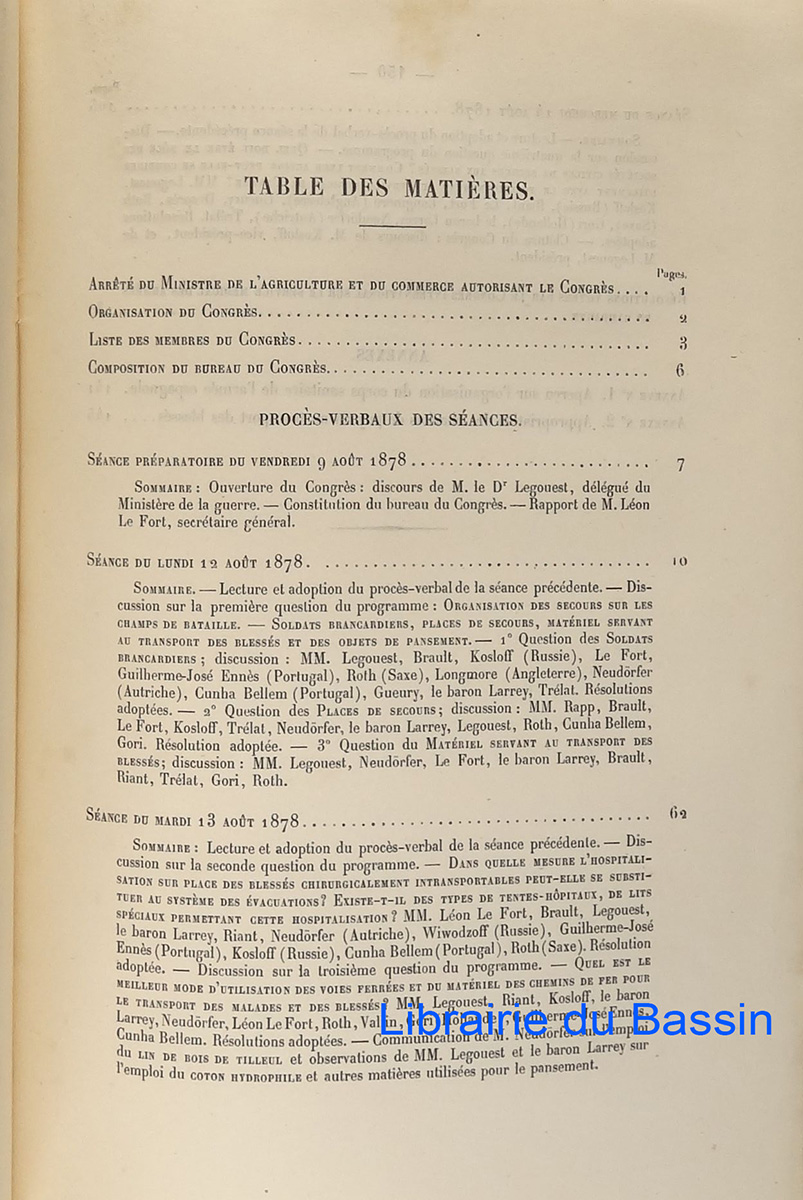 TABLE DES MATIÈRES.
Pages.
Arrêté du Ministre de l'agriculture et du commerce autorisant le Congrès.... 1
Organisation du Congrès. 2
Liste des membres du Congrès. 3
Composition du bureau du Congrès. 6
PROCÈS-VERBAUX DES SÉANCES.
Séance préparatoire du vendredi 9 août 1878. 7
Sommaire : Ouverture du Congrès : discours de M. le Dr Legouest, délégué du
Ministère de la guerre. — Constitution du bureau du Congrès. — Rapport de M. Léon
Le Fort, secrétaire général.
Séance du lundi 12 août 1878. 10
Sommaire. — Lecture et adoption du procès-verbal de la séance précédente. — Dis-
cussion sur la première question du programme : Organisation des secours sur les
champs de bataille. — Soldats brancardiers, places de secours, matériel servant
au transport des blessés et des objets de pansement. — 1° Question des Soldats
brancardiers ; discussion : MM. Legouest, Brault, Kosloff (Russie), Le Fort,
Guilherme-José Ennès (Portugal), Roth (Saxe), Longmore (Angleterre), Neudörfer
(Autriche), Cunha Bellem (Portugal), Gueury, le baron Larrey, Trélat. Résolutions
adoptées. — 2° Question des Places de secours ; discussion : MM. Rapp, Brault,
Le Fort, Kosloff, Trélat, Neudörfer, le baron Larrey, Legouest, Roth, Cunha Bellem,
Gori. Résolution adoptée. — 3° Question du Matériel servant au transport des
blessés ; discussion : MM. Legouest, Neudörfer, Le Fort, le baron Larrey, Brault,
Riant, Trélat, Gori, Roth.
Séance du mardi 13 août 1878. 62
Sommaire : Lecture et adoption du procès-verbal de la séance précédente. — Dis-
cussion sur la seconde question du programme. — Dans quelle mesure l'hospitali-
sation sur place des blessés chirurgicalement intransportables peut-elle se substi-
tuer au système des évacuations? Existe-t-il des types de tentes-hôpitaux, de lits
spéciaux permettant cette hospitalisation? MM. Léon Le Fort, Brault, Legouest,
le baron Larrey, Riant, Neudörfer (Autriche), Wiwodzoff (Russie), Guilherme-José
Ennès (Portugal), Kosloff (Russie), Cunha Bellem (Portugal), Roth (Saxe). Résolution
adoptée. — Discussion sur la troisième question du programme. — Quel est le
meilleur mode d'utilisation des voies ferrées et du matériel des chemins de fer pour
le transport des malades et des blessés? MM. Legouest, Riant, Kosloff, le baron
Larrey, Neudörfer, Léon Le Fort, Roth, Guilherme José Ennès,
Cunha Bellem. Résolutions adoptées. — Communication de M. Neudörfer sur l'emploi
du lin de bois de tilleul et observations de MM. Legouest et le baron Larrey sur
l'emploi du coton hydrophile et autres matières utilisées pour le pansement.
Librairie du Bassin